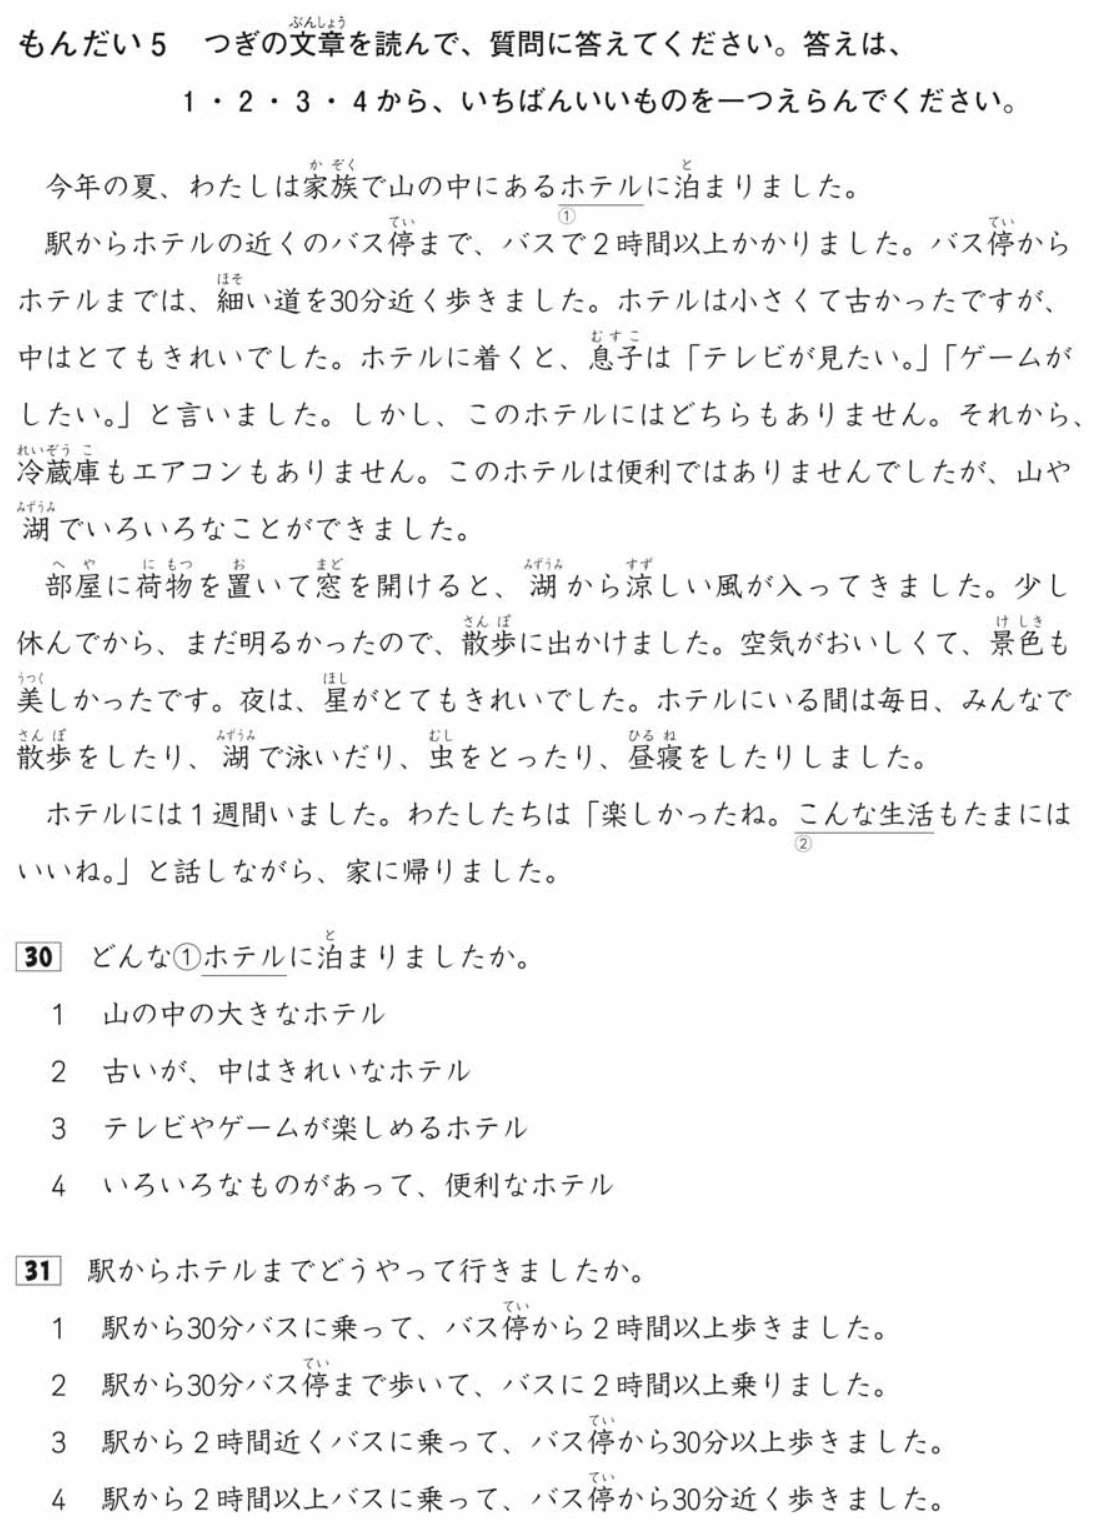 もんだい5　つぎの文章を読んで、質問に答えてください。答えは、
1・2・3・4から、いちばんいいものを一つえらんでください。
今年の夏、わたしは家族で山の中にあるホテルに泊まりました。
①
駅からホテルの近くのバス停まで、バスで2時間以上かかりました。バス停から
ホテルまでは、細い道を30分近く歩きました。ホテルは小さくて古かったですが、
中はとてもきれいでした。ホテルに着くと、息子は「テレビが見たい。」「ゲームが
したい。」と言いました。しかし、このホテルにはどちらもありません。それから、
冷蔵庫もエアコンもありません。このホテルは便利ではありませんでしたが、山や
湖でいろいろなことができました。
部屋に荷物を置いて窓を開けると、湖から涼しい風が入ってきました。少し
休んでから、まだ明るかったので、散歩に出かけました。空気がおいしくて、景色も
美しかったです。夜は、星がとてもきれいでした。ホテルにいる間は毎日、みんなで
散歩をしたり、湖で泳いだり、虫をとったり、昼寝をしたりしました。
ホテルには1週間いました。わたしたちは「楽しかったね。こんな生活もたまには
②
いいね。」と話しながら、家に帰りました。
30　どんな①ホテルに泊まりましたか。
1　山の中の大きなホテル
2　古いが、中はきれいなホテル
3　テレビやゲームが楽しめるホテル
4　いろいろなものがあって、便利なホテル
31　駅からホテルまでどうやって行きましたか。
1　駅から30分バスに乗って、バス停から2時間以上歩きました。
2　駅から30分バス停まで歩いて、バスに2時間以上乗りました。
3　駅から2時間近くバスに乗って、バス停から30分以上歩きました。
4　駅から2時間以上バスに乗って、バス停から30分近く歩きました。